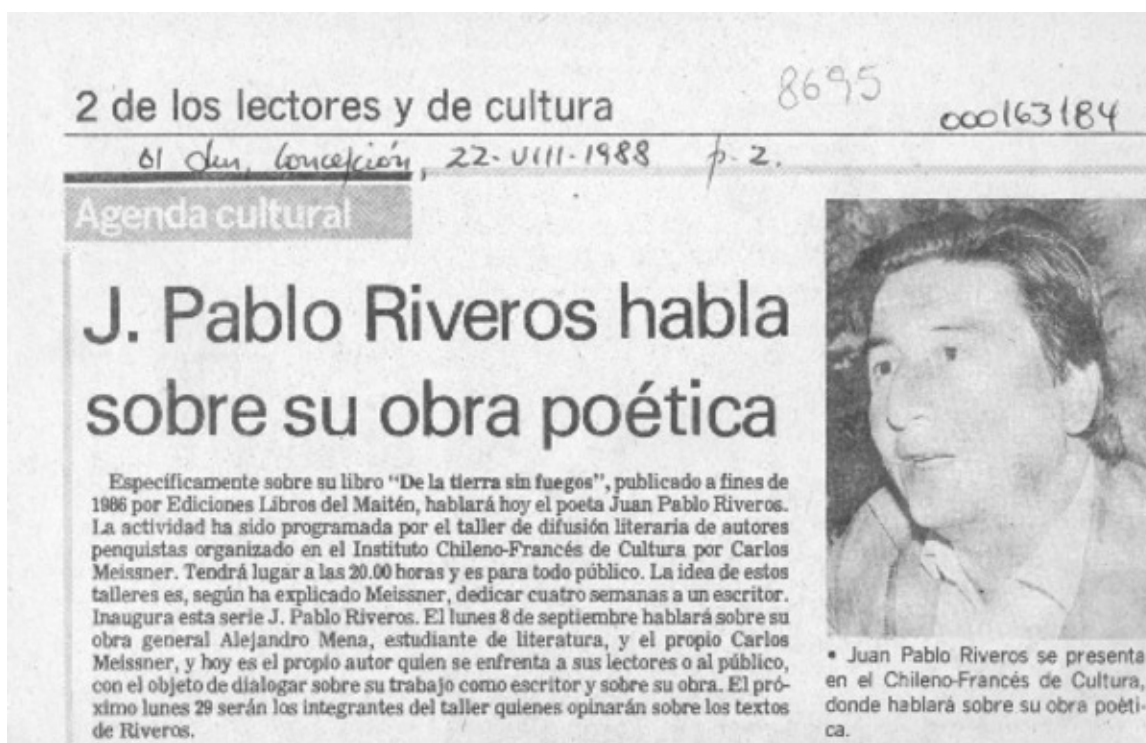 8695
2 de los lectores y de cultura
000163184
Concepción, 22-VIII-1988 p. 2.
Agenda cultural
J. Pablo Riveros habla
sobre su obra poética
Específicamente sobre su libro "De la tierra sin fuegos", publicado a fines de
1986 por Ediciones Libros del Maitén, hablará hoy el poeta Juan Pablo Riveros.
La actividad ha sido programada por el taller de difusión literaria de autores
penquistas organizado en el Instituto Chileno-Francés de Cultura por Carlos
Meissner. Tendrá lugar a las 20.00 horas y es para todo público. La idea de estos
talleres es, según ha explicado Meissner, dedicar cuatro semanas a un escritor.
Inaugura esta serie J. Pablo Riveros. El lunes 8 de septiembre hablará sobre su
obra general Alejandro Mena, estudiante de literatura, y el propio Carlos
Meissner, y hoy es el propio autor quien se enfrenta a sus lectores o al público,
con el objeto de dialogar sobre su trabajo como escritor y sobre su obra. El pró-
ximo lunes 29 serán los integrantes del taller quienes opinarán sobre los textos
de Riveros.
• Juan Pablo Riveros se presenta
en el Chileno-Francés de Cultura,
donde hablará sobre su obra poéti-
ca.